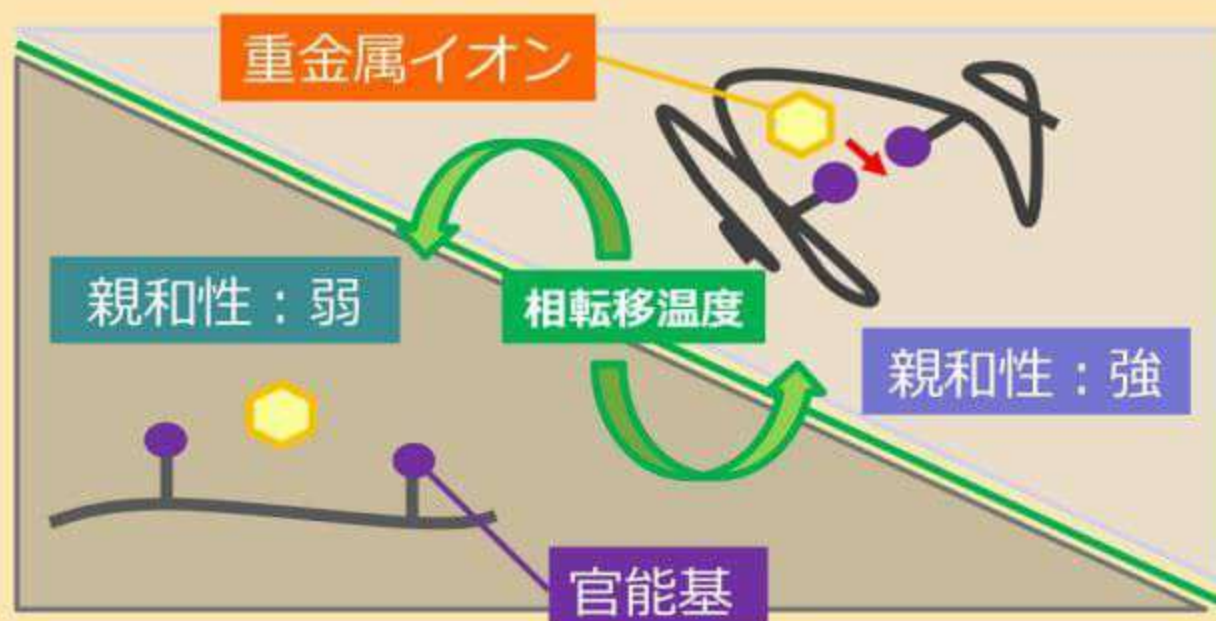 重金属イオン
親和性：弱
相転移温度
親和性：強
官能基